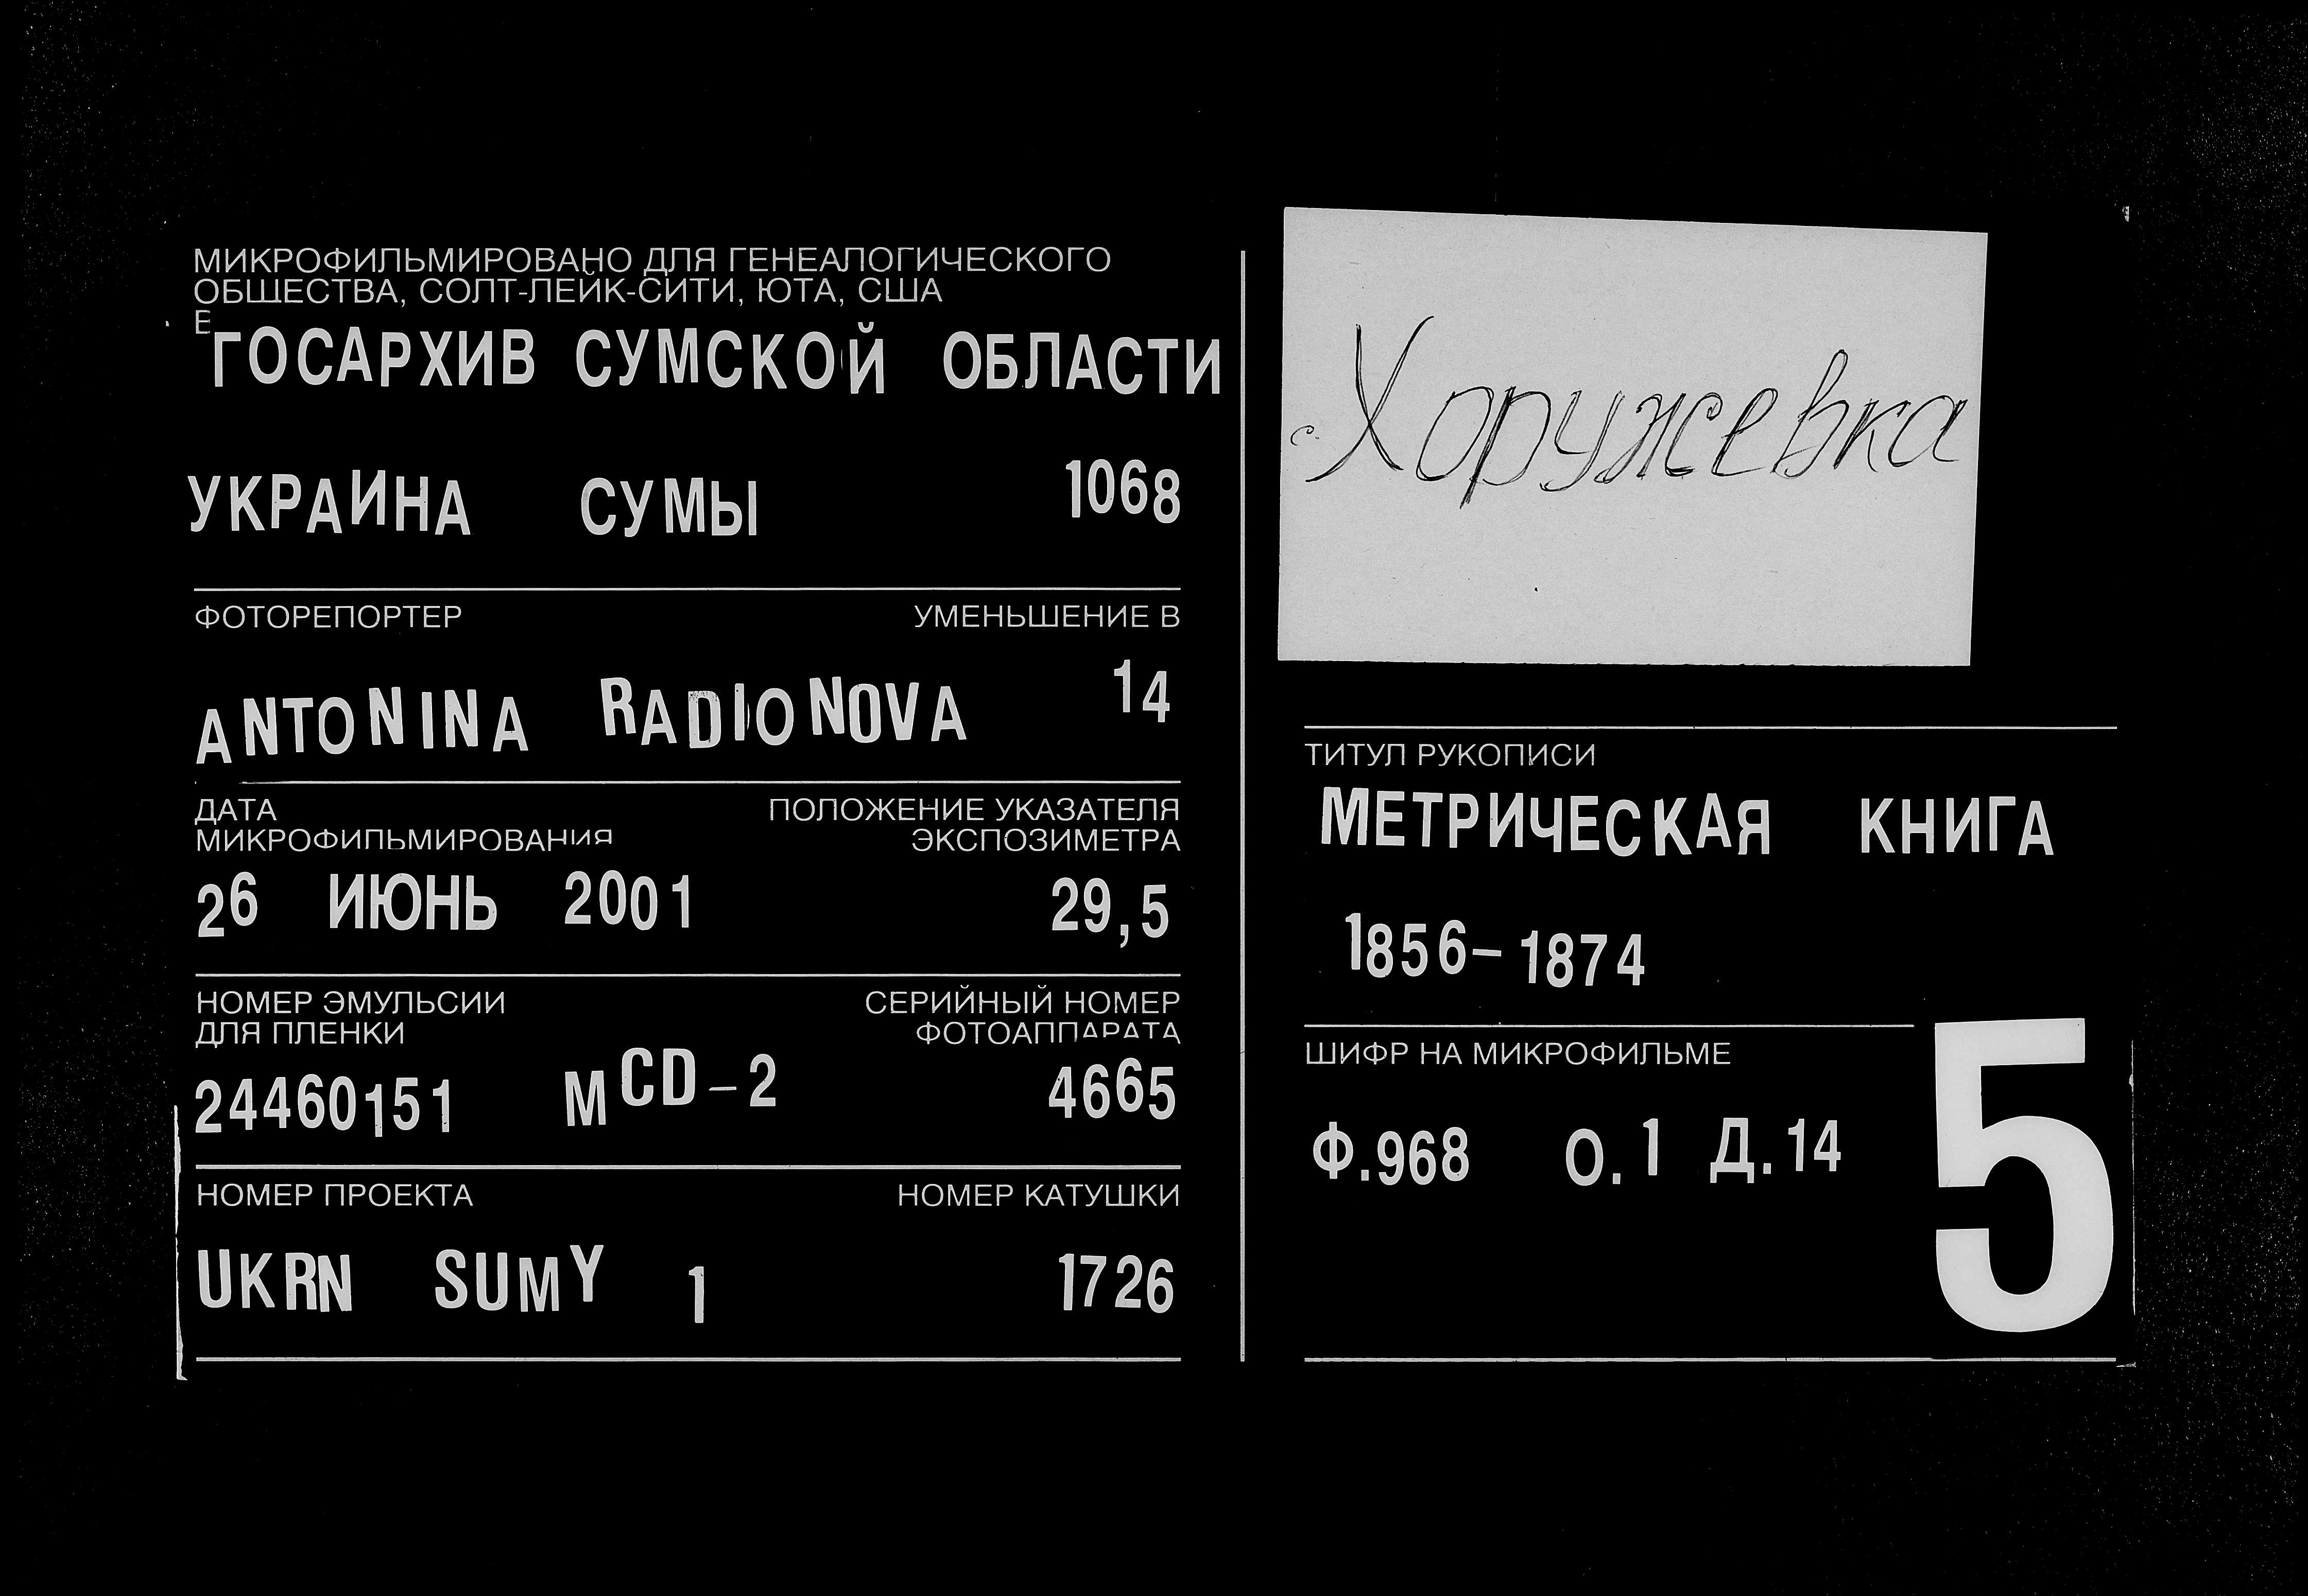 МИКРОФИЛЬМИРОВАНО ДЛЯ ГЕНЕАЛОГИЧЕСКОГО
ОБЩЕСТВА, СОЛТ-ЛЕЙК-СИТИ, ЮТА, США
Е
ГОСАРХИВ СУМСКОЙ ОБЛАСТИ
УКРАИНА СУМЫ 1068
ФОТОРЕПОРТЕР УМЕНЬШЕНИЕ В
ANTONINA RADIONOVA 14
ДАТА ПОЛОЖЕНИЕ УКАЗАТЕЛЯ
МИКРОФИЛЬМИРОВАНИЯ ЭКСПОЗИМЕТРА
26 ИЮНЬ 2001 29,5
НОМЕР ЭМУЛЬСИИ СЕРИЙНЫЙ НОМЕР
ДЛЯ ПЛЕНКИ ФОТОАППАРАТА
24460151 MCD-2 4665
НОМЕР ПРОЕКТА НОМЕР КАТУШКИ
UKRN SUMY 1 1726
с. Хоружевка
ТИТУЛ РУКОПИСИ
МЕТРИЧЕСКАЯ КНИГА
1856-1874
ШИФР НА МИКРОФИЛЬМЕ
Ф.968 О.1 Д.14
5